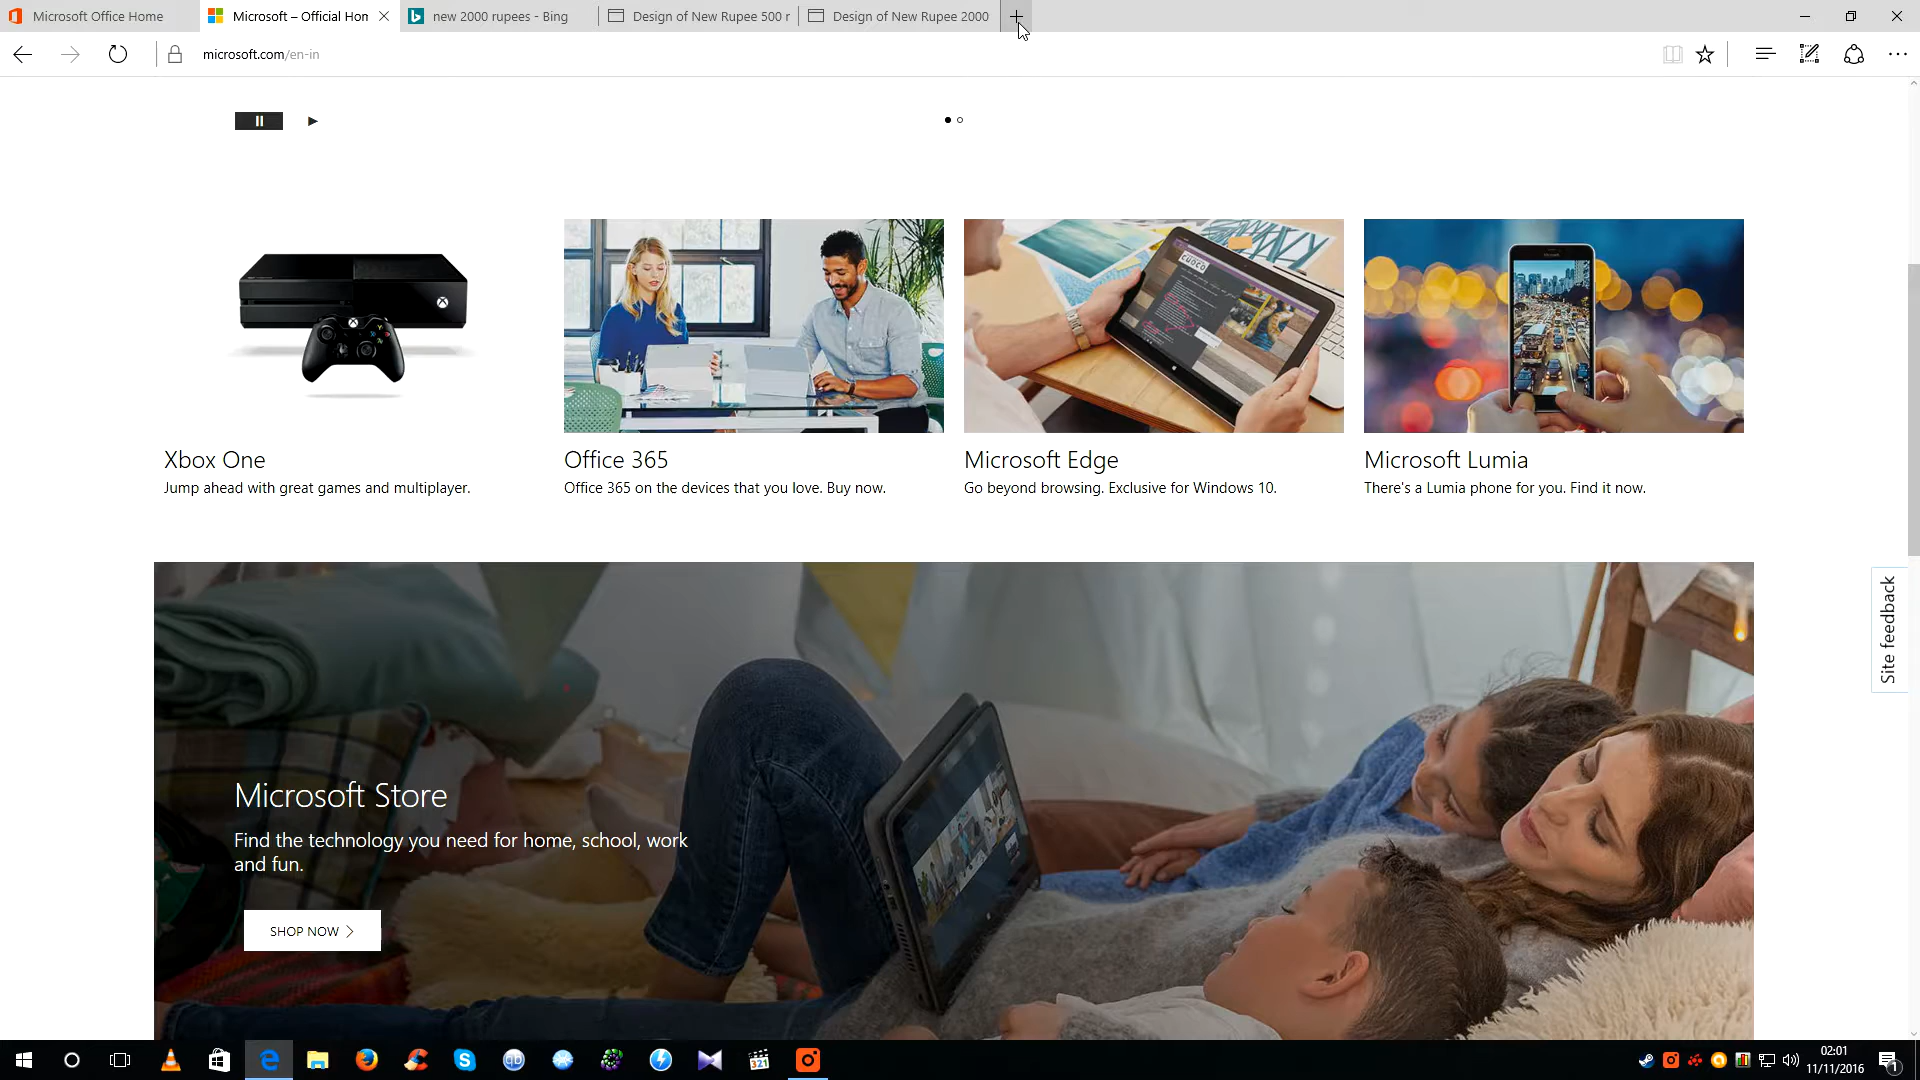 Microsoft Office Home
Microsoft – Official Hon
new 2000 rupees - Bing
Design of New Rupee 500 r
Design of New Rupee 2000
microsoft.com/en-in
Xbox One
Jump ahead with great games and multiplayer.
Office 365
Office 365 on the devices that you love. Buy now.
Microsoft Edge
Go beyond browsing. Exclusive for Windows 10.
Microsoft Lumia
There's a Lumia phone for you. Find it now.
Site feedback
Microsoft Store
Find the technology you need for home, school, work
and fun.
SHOP NOW
321
02:01
11/11/2016
1